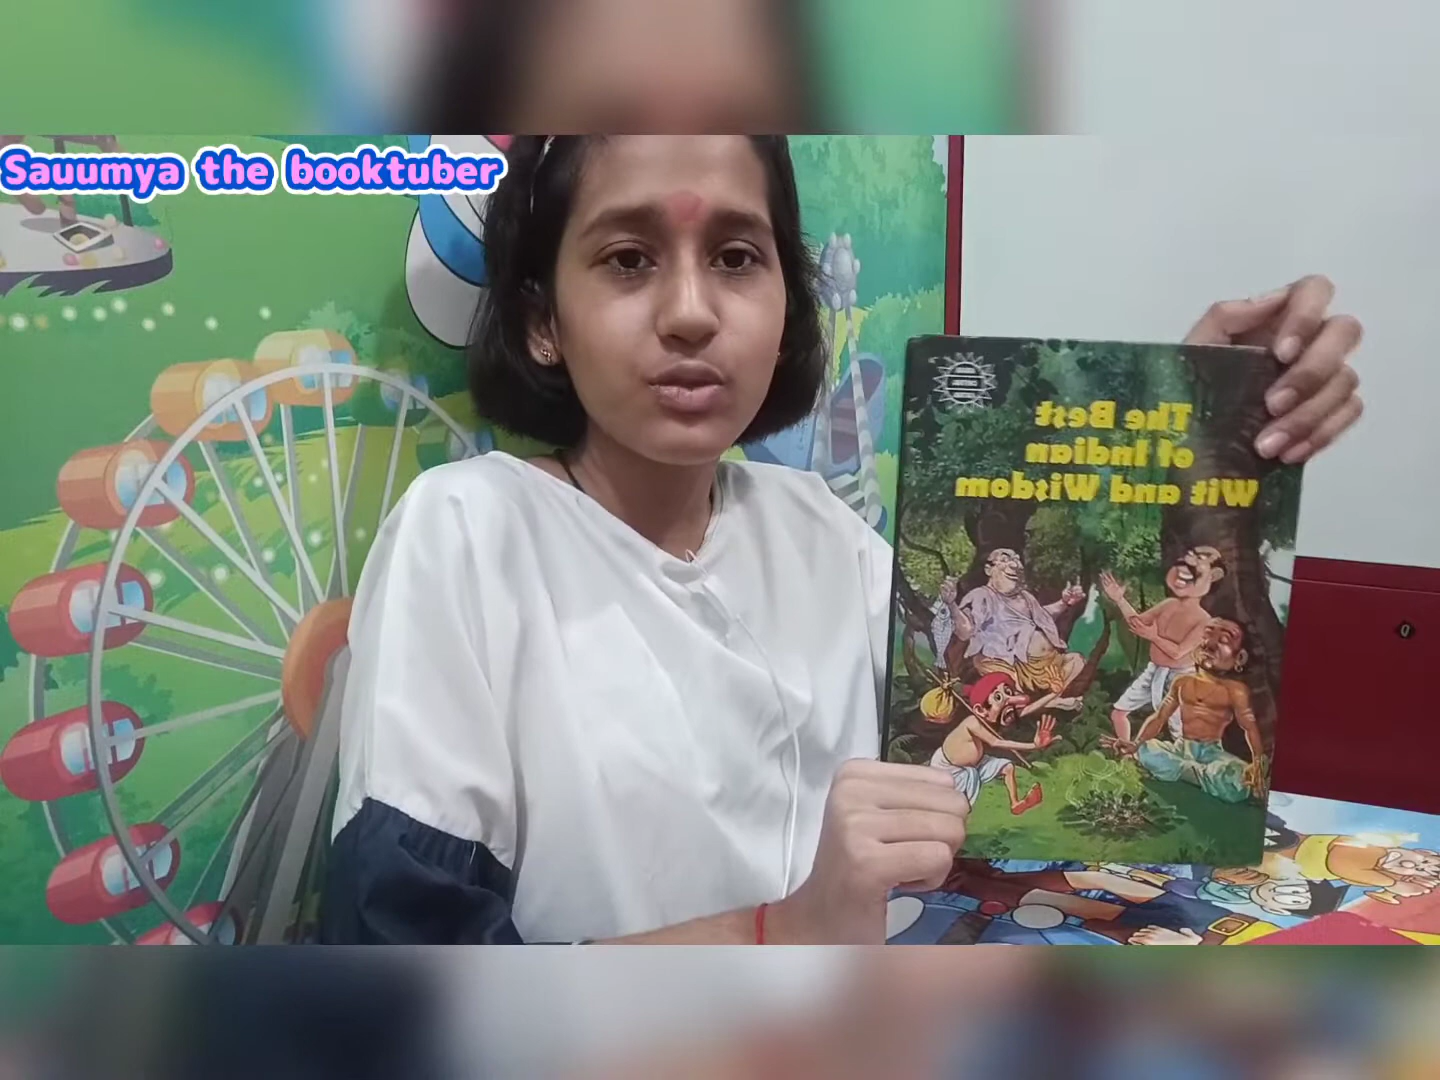 Sauumya the booktuber
The Best
of Indian
Wit and Wisdom